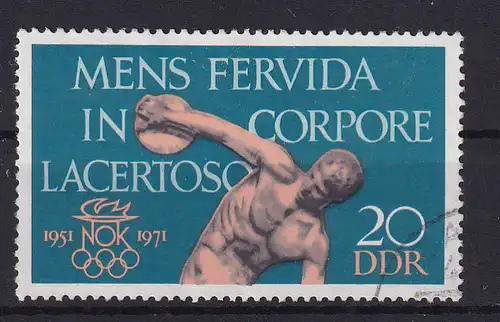 MENS FERVIDA
IN CORPORE
LACERTOSO
1951 NOK 1971
20
DDR